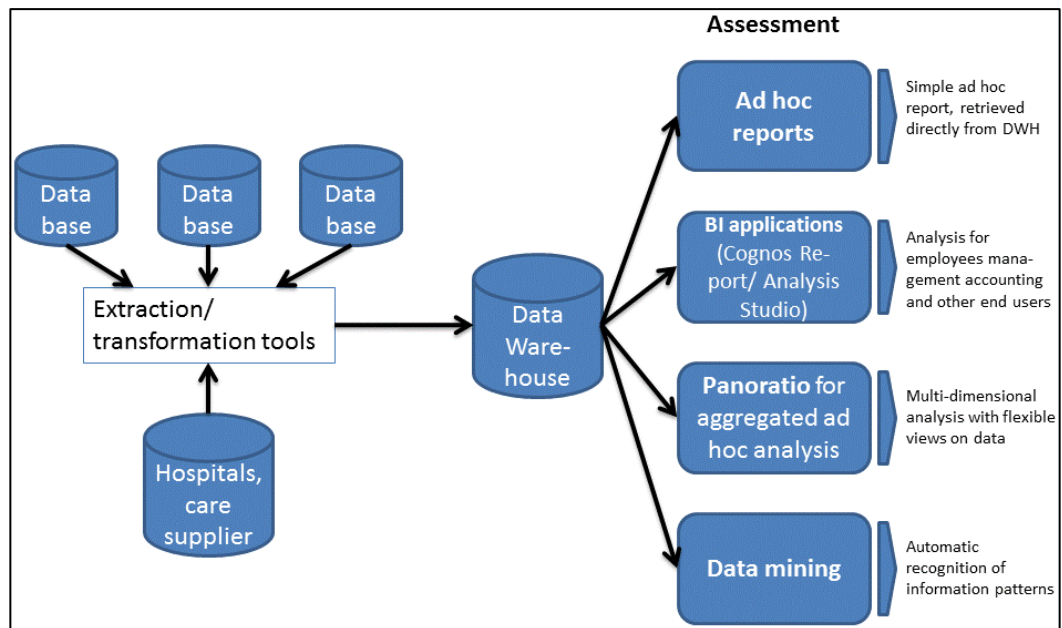 Assessment
Data
base
Data
base
Data
base
Extraction/
transformation tools
Hospitals,
care
supplier
Data
Ware-
house
Ad hoc
reports
Simple ad hoc
report, retrieved
directly from DWH
BI applications
(Cognos Re-
port/ Analysis
Studio)
Analysis for
employees mana-
gement accounting
and other end users
Panoratio for
aggregated ad
hoc analysis
Multi-dimensional
analysis with flexible
views on data
Data mining
Automatic
recognition of
information patterns